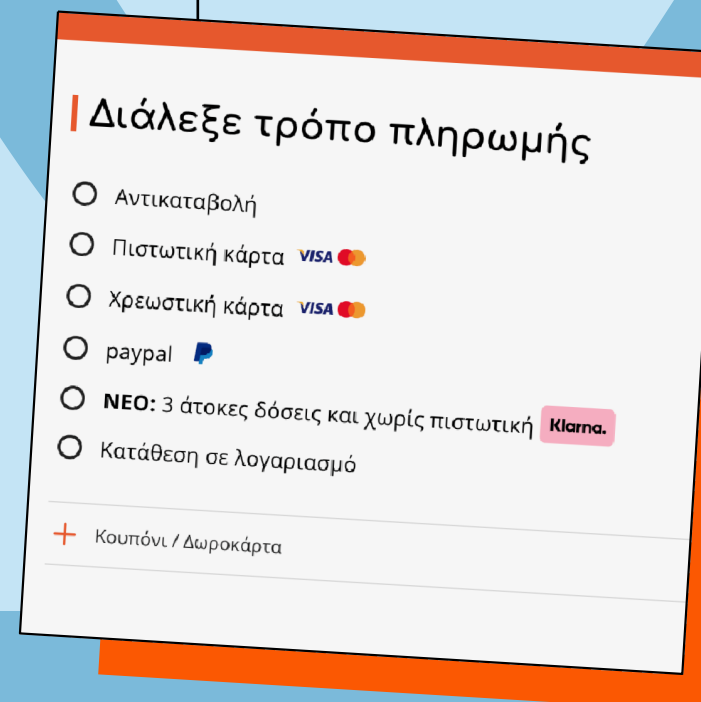 Διάλεξε τρόπο πληρωμής
Αντικαταβολή
Πιστωτική κάρτα VISA
Χρεωστική κάρτα VISA
paypal
ΝΕΟ: 3 άτοκες δόσεις και χωρίς πιστωτική Klarna.
Κατάθεση σε λογαριασμό
Κουπόνι / Δωροκάρτα